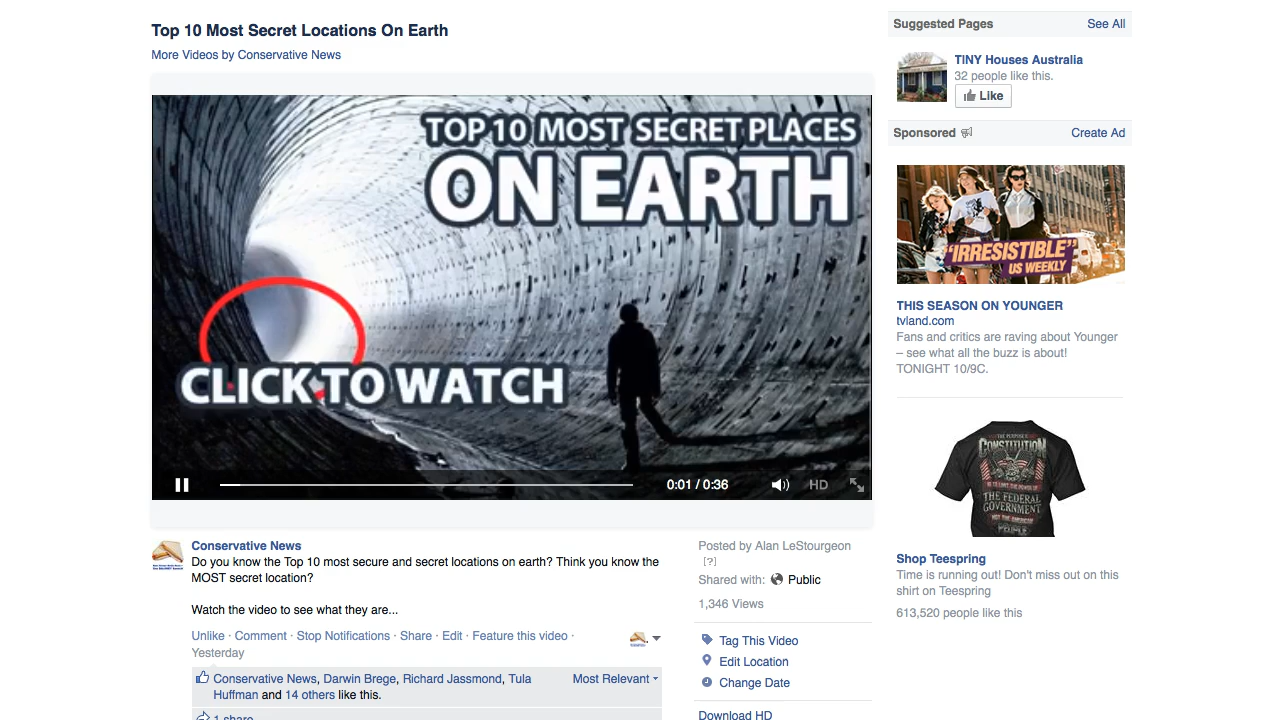 Top 10 Most Secret Locations On Earth
More Videos by Conservative News
TOP 10 MOST SECRET PLACES
ON EARTH
CLICK TO WATCH
0:01 / 0:36
HD
Conservative News
Do you know the Top 10 most secure and secret locations on earth? Think you know the
MOST secret location?
Watch the video to see what they are...
Unlike · Comment · Stop Notifications · Share · Edit · Feature this video ·
Yesterday
Conservative News, Darwin Brege, Richard Jassmond, Tula
Huffman and 14 others like this.
Most Relevant
1 share
Posted by Alan LeStourgeon
[?]
Shared with: Public
1,346 Views
Tag This Video
Edit Location
Change Date
Download HD
Suggested Pages
See All
TINY Houses Australia
32 people like this.
Like
Sponsored
Create Ad
"IRRESISTIBLE"
US WEEKLY
THIS SEASON ON YOUNGER
tvland.com
Fans and critics are raving about Younger
– see what all the buzz is about!
TONIGHT 10/9C.
CONSTITUTION
THE FEDERAL
GOVERNMENT
NOT THE AMERICAN
PEOPLE
Shop Teespring
Time is running out! Don't miss out on this
shirt on Teespring
613,520 people like this